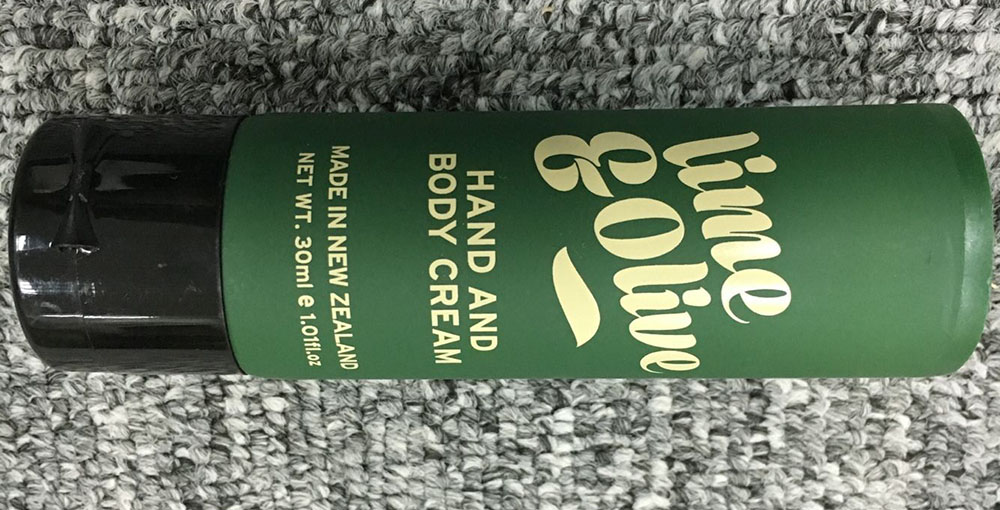 lime
& Olive
HAND AND
BODY CREAM
MADE IN NEW ZEALAND
NET WT. 30ml e 1.01fl.oz